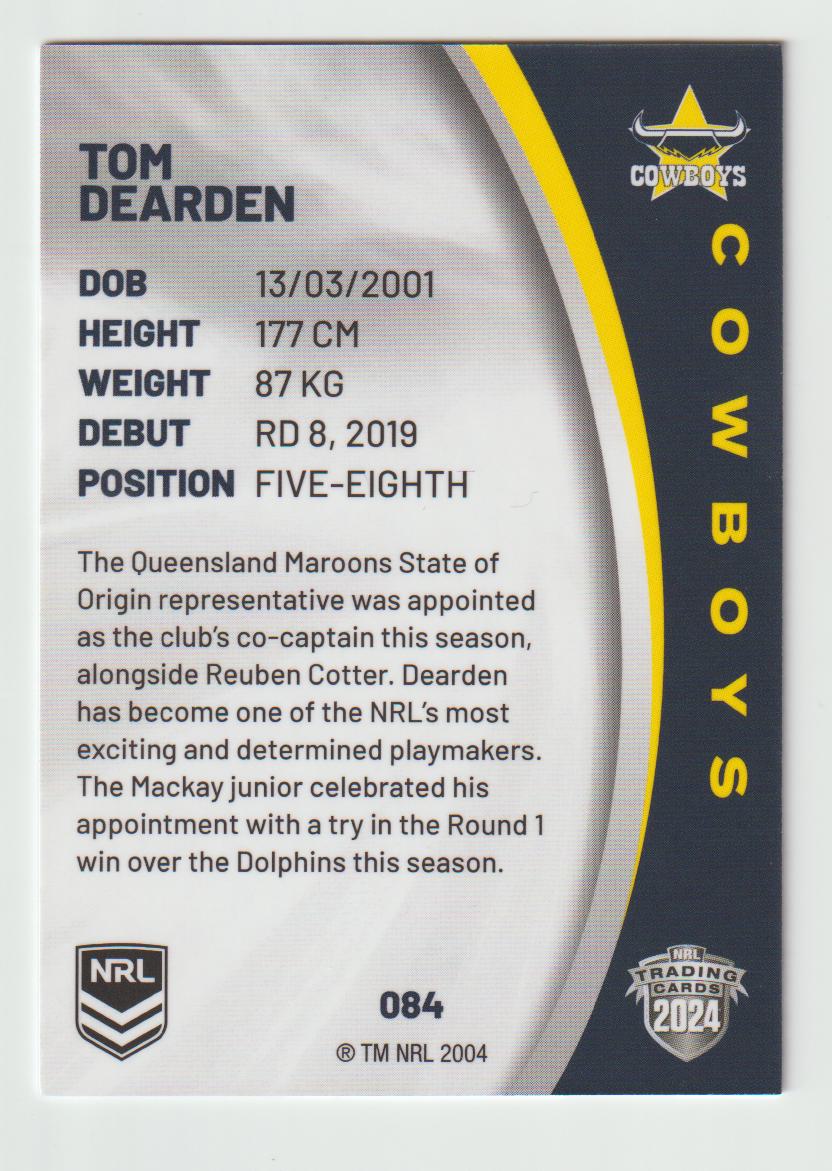 TOM
DEARDEN
DOB 13/03/2001
HEIGHT 177 CM
WEIGHT 87 KG
DEBUT RD 8, 2019
POSITION FIVE-EIGHTH
The Queensland Maroons State of
Origin representative was appointed
as the club's co-captain this season,
alongside Reuben Cotter. Dearden
has become one of the NRL's most
exciting and determined playmakers.
The Mackay junior celebrated his
appointment with a try in the Round 1
win over the Dolphins this season.
NRL
084
® TM NRL 2004
COWBOYS
COWBOYS
NRL
TRADING
CARDS
2024